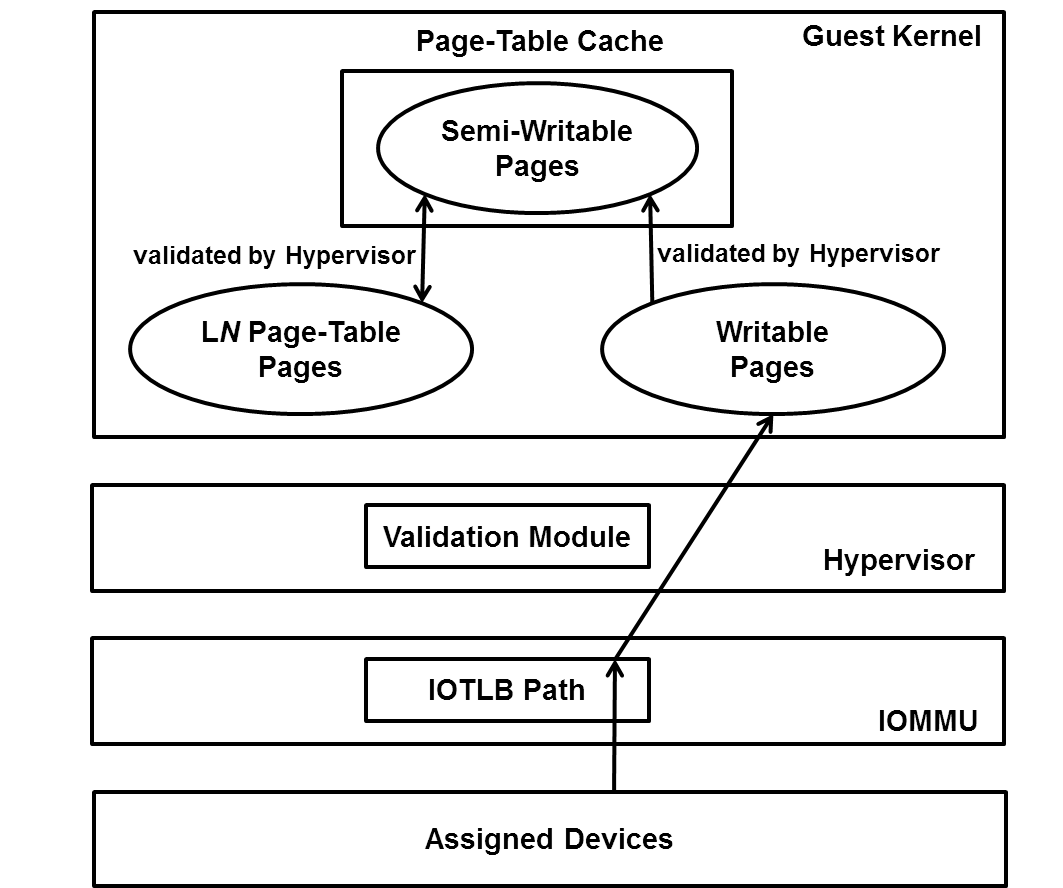 Guest Kernel
Page-Table Cache
Semi-Writable
Pages
validated by Hypervisor
validated by Hypervisor
LN Page-Table
Pages
Writable
Pages
Validation Module
Hypervisor
IOTLB Path
IOMMU
Assigned Devices